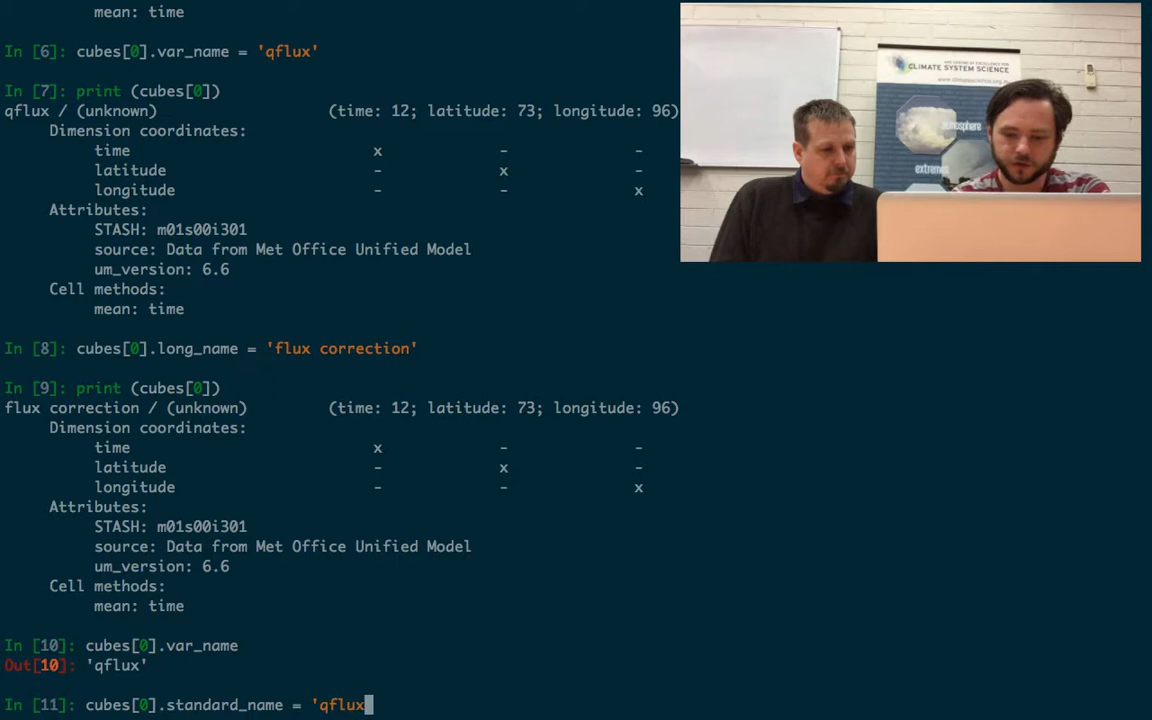 mean: time
In [6]: cubes[0].var_name = 'qflux'
In [7]: print (cubes[0])
qflux / (unknown) (time: 12; latitude: 73; longitude: 96)
Dimension coordinates:
time x - -
latitude - x -
longitude - - x
Attributes:
STASH: m01s00i301
source: Data from Met Office Unified Model
um_version: 6.6
Cell methods:
mean: time
In [8]: cubes[0].long_name = 'flux correction'
In [9]: print (cubes[0])
flux correction / (unknown) (time: 12; latitude: 73; longitude: 96)
Dimension coordinates:
time x - -
latitude - x -
longitude - - x
Attributes:
STASH: m01s00i301
source: Data from Met Office Unified Model
um_version: 6.6
Cell methods:
mean: time
In [10]: cubes[0].var_name
Out[10]: 'qflux'
In [11]: cubes[0].standard_name = 'qflux
CLIMATE SYSTEM SCIENCE
atmosphere
extremes